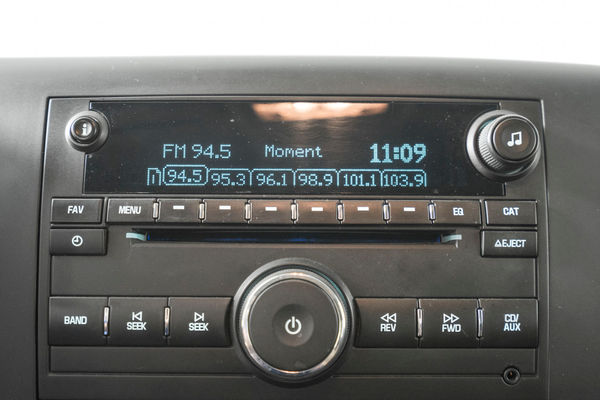 i
FM 94.5 Moment 11:09
94.5 95.3 96.1 98.9 101.1 103.9
FAV MENU EQ CAT
EJECT
BAND SEEK SEEK REV FWD CD/
AUX